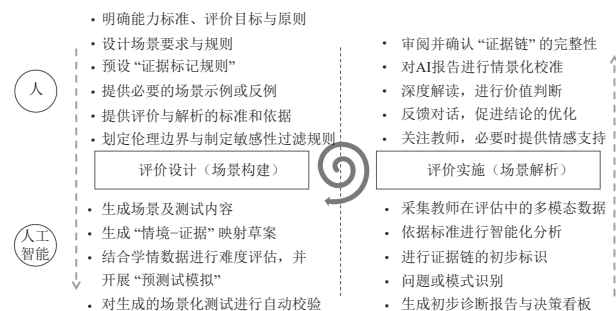 • 明确能力标准、评价目标与原则
• 设计场景要求与规则
• 预设“证据标记规则”
• 提供必要的场景示例或反例
• 提供评价与解析的标准和依据
• 划定伦理边界与制定敏感性过滤规则
人
• 审阅并确认“证据链”的完整性
• 对AI报告进行情景化校准
• 深度解读，进行价值判断
• 反馈对话，促进结论的优化
• 关注教师，必要时提供情感支持
评价设计（场景构建）
评价实施（场景解析）
人工
智能
• 生成场景及测试内容
• 生成“情境–证据”映射草案
• 结合学情数据进行难度评估，并
开展“预测试模拟”
• 对生成的场景化测试进行自动校验
• 采集教师在评估中的多模态数据
• 依据标准进行智能化分析
• 进行证据链的初步标识
• 问题或模式识别
• 生成初步诊断报告与决策看板